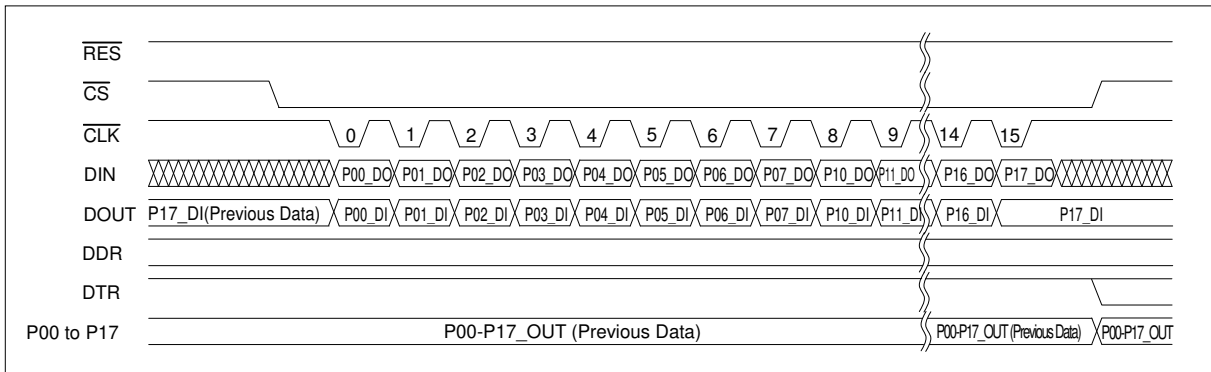 RES
CS
CLK 0 1 2 3 4 5 6 7 8 9 14 15
DIN P00_DO P01_DO P02_DO P03_DO P04_DO P05_DO P06_DO P07_DO P10_DO P11_DO P16_DO P17_DO
DOUT P17_DI(Previous Data) P00_DI P01_DI P02_DI P03_DI P04_DI P05_DI P06_DI P07_DI P10_DI P11_DI P16_DI P17_DI
DDR
DTR
P00 to P17 P00-P17_OUT (Previous Data) P00-P17_OUT (Previous Data) P00-P17_OUT